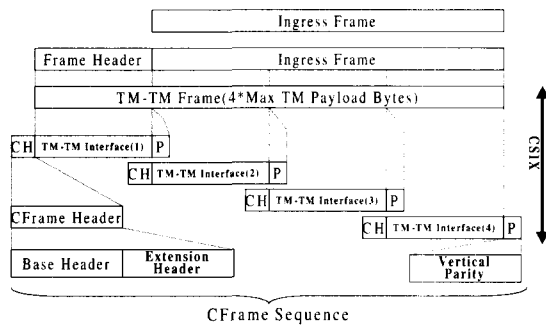 Ingress Frame
Frame Header Ingress Frame
TM-TM Frame(4*Max TM Payload Bytes)
CH TM-TM Interface(1) P
CH TM-TM Interface(2) P
CH TM-TM Interface(3) P
CFrame Header
CH TM-TM Interface(4) P
Base Header Extension Header Vertical Parity
CSIX
CFrame Sequence